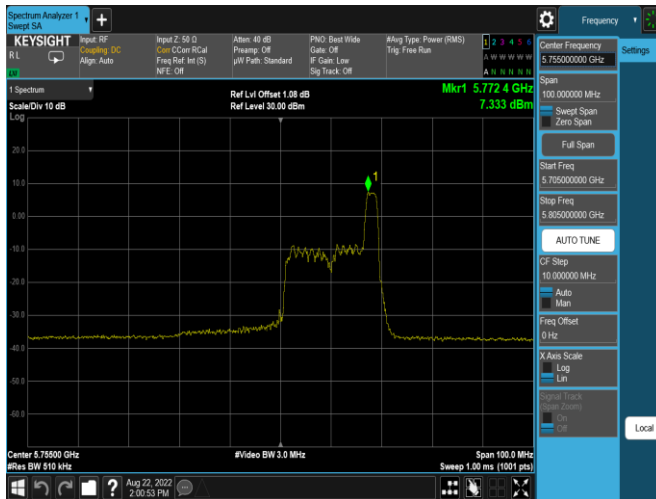 Spectrum Analyzer 1
Swept SA
Frequency
KEYSIGHT
R L
Input: RF
Coupling: DC
Align: Auto
Input Z: 50 Ω
Corr CCorr RCal
Freq Ref: Int (S)
NFE: Off
Atten: 40 dB
Preamp: Off
µW Path: Standard
PNO: Best Wide
Gate: Off
IF Gain: Low
Sig Track: Off
#Avg Type: Power (RMS)
Trig: Free Run
1 2 3 4 5 6
A W W W W W
A N N N N N
1 Spectrum
Scale/Div 10 dB
Log
Ref Lvl Offset 1.08 dB
Ref Level 30.00 dBm
Mkr1 5.772 4 GHz
7.333 dBm
1
20.0
10.0
0.00
-10.0
-20.0
-30.0
-40.0
-50.0
-60.0
Center 5.75500 GHz
#Res BW 510 kHz
#Video BW 3.0 MHz
Span 100.0 MHz
Sweep 1.00 ms (1001 pts)
Aug 22, 2022
2:00:53 PM
Center Frequency
5.755000000 GHz
Settings
Span
100.000000 MHz
Swept Span
Zero Span
Full Span
Start Freq
5.705000000 GHz
Stop Freq
5.805000000 GHz
AUTO TUNE
CF Step
10.000000 MHz
Auto
Man
Freq Offset
0 Hz
X Axis Scale
Log
Lin
Signal Track
(Span Zoom)
On
Off
Local